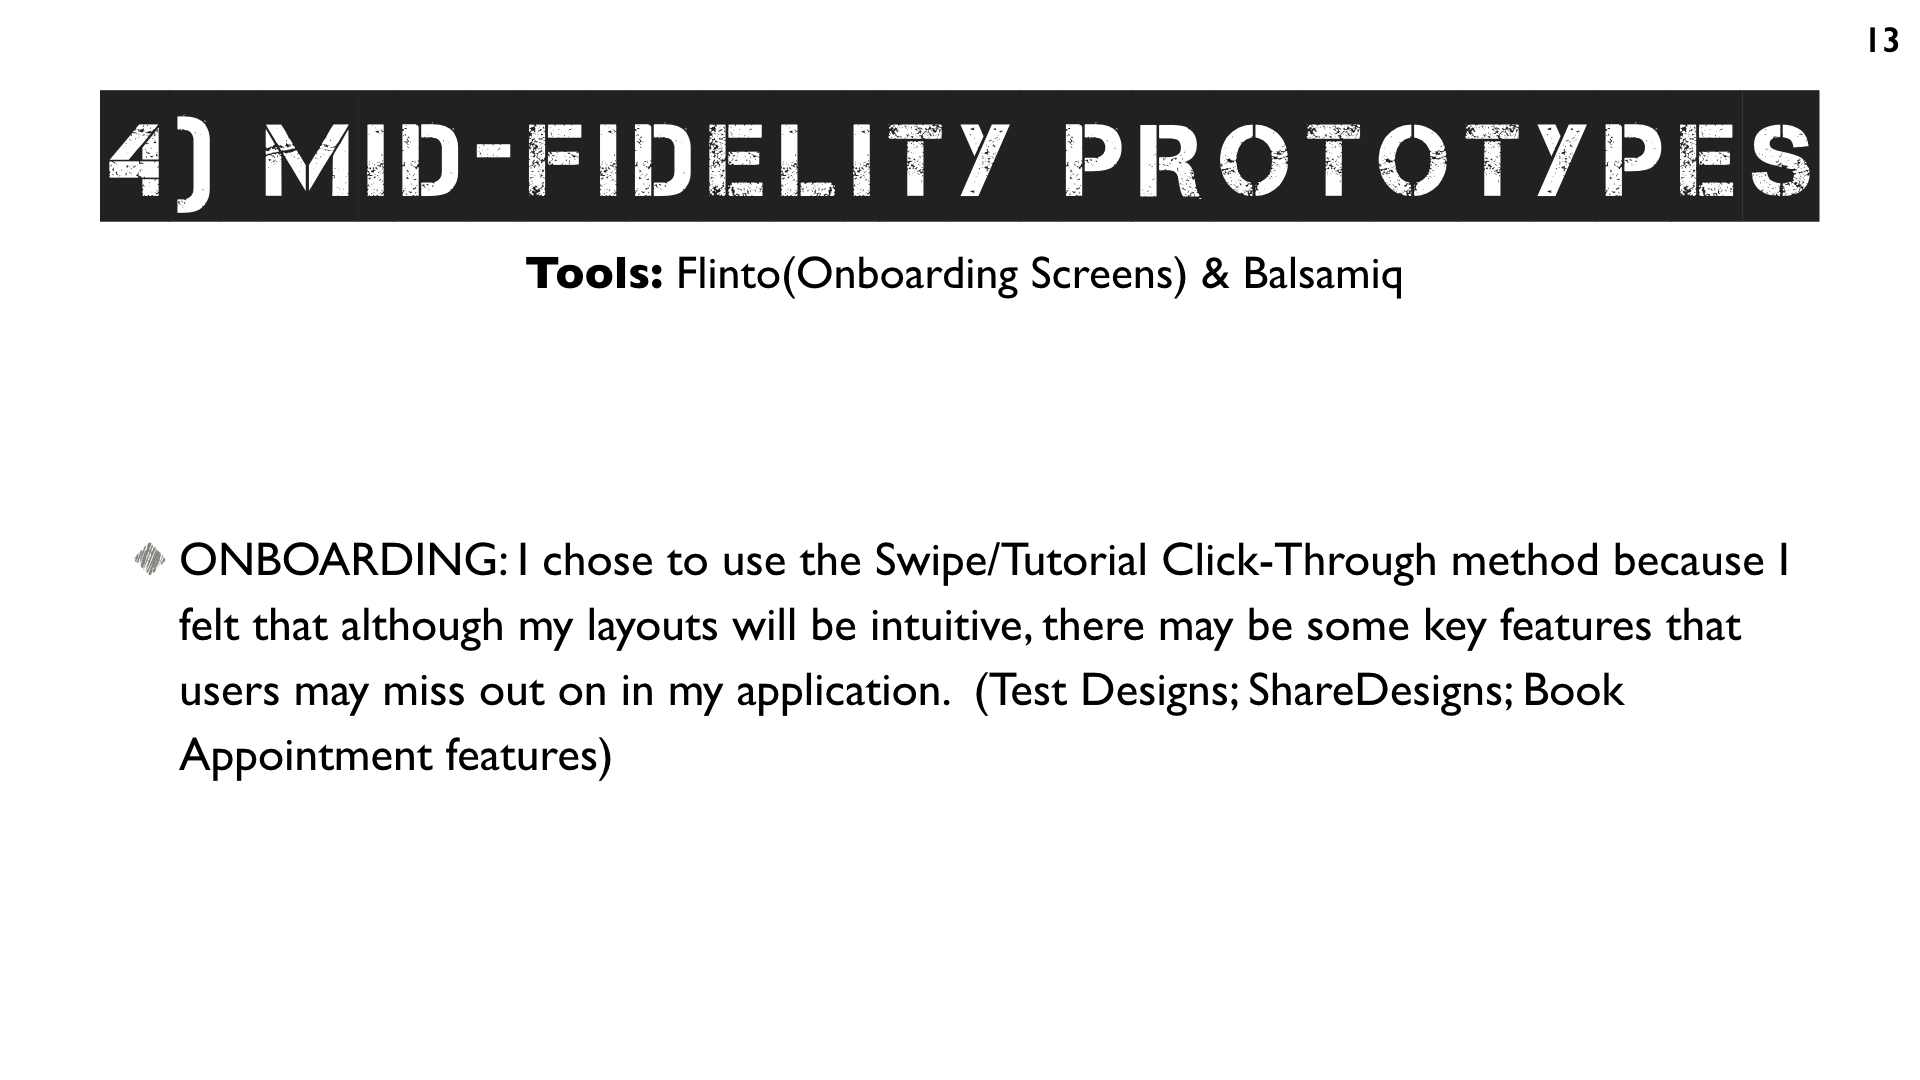 13
4) MID-FIDELITY PROTOTYPES
Tools: Flinto(Onboarding Screens) & Balsamiq
ONBOARDING: I chose to use the Swipe/Tutorial Click-Through method because I
felt that although my layouts will be intuitive, there may be some key features that
users may miss out on in my application.  (Test Designs; ShareDesigns; Book
Appointment features)